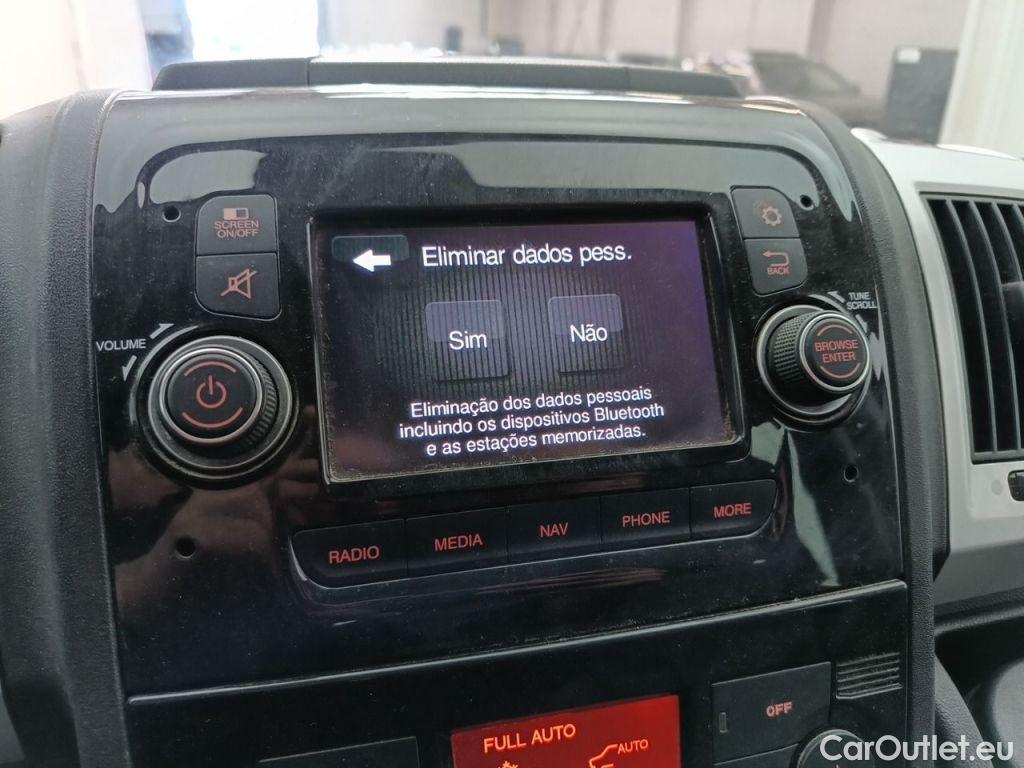 SCREEN
ON/OFF
Eliminar dados pess.
BACK
Sim
Não
VOLUME
TUNE
SCROLL
BROWSE
ENTER
Eliminação dos dados pessoais
incluindo os dispositivos Bluetooth
e as estações memorizadas.
RADIO
MEDIA
NAV
PHONE
MORE
OFF
FULL AUTO
AUTO
CarOutlet.eu